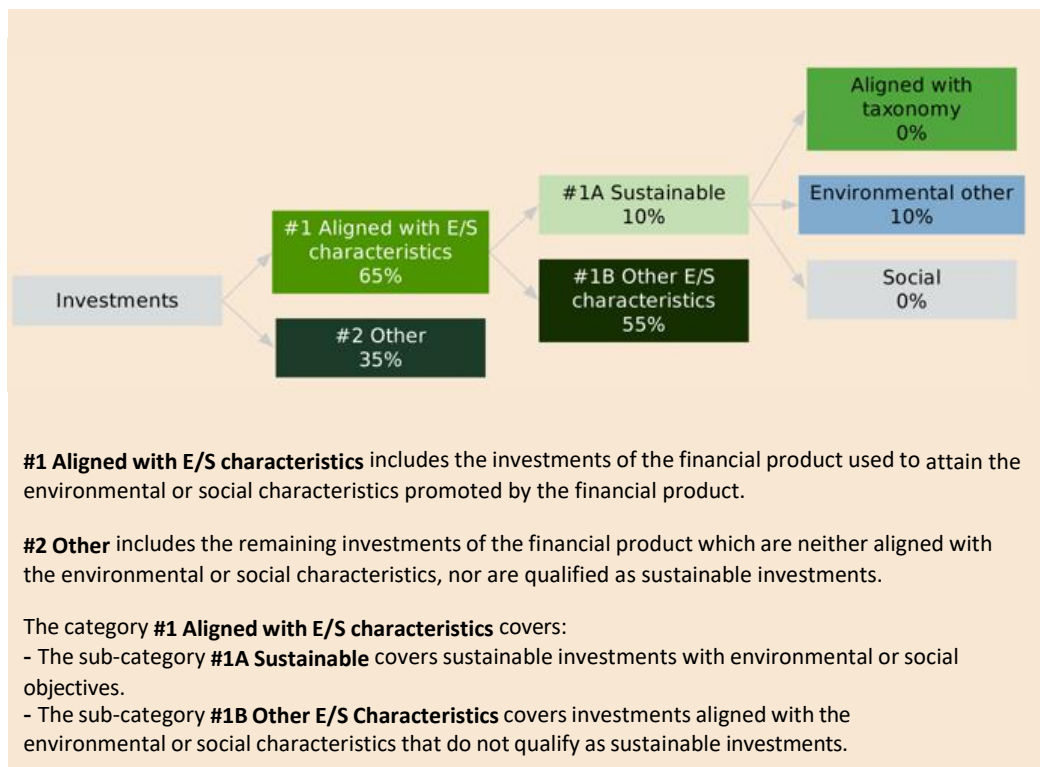 Investments
#1 Aligned with E/S
characteristics
65%
#2 Other
35%
#1A Sustainable
10%
#1B Other E/S
characteristics
55%
Aligned with
taxonomy
0%
Environmental other
10%
Social
0%
#1 Aligned with E/S characteristics includes the investments of the financial product used to attain the
environmental or social characteristics promoted by the financial product.
#2 Other includes the remaining investments of the financial product which are neither aligned with
the environmental or social characteristics, nor are qualified as sustainable investments.
The category #1 Aligned with E/S characteristics covers:
- The sub-category #1A Sustainable covers sustainable investments with environmental or social
objectives.
- The sub-category #1B Other E/S Characteristics covers investments aligned with the
environmental or social characteristics that do not qualify as sustainable investments.